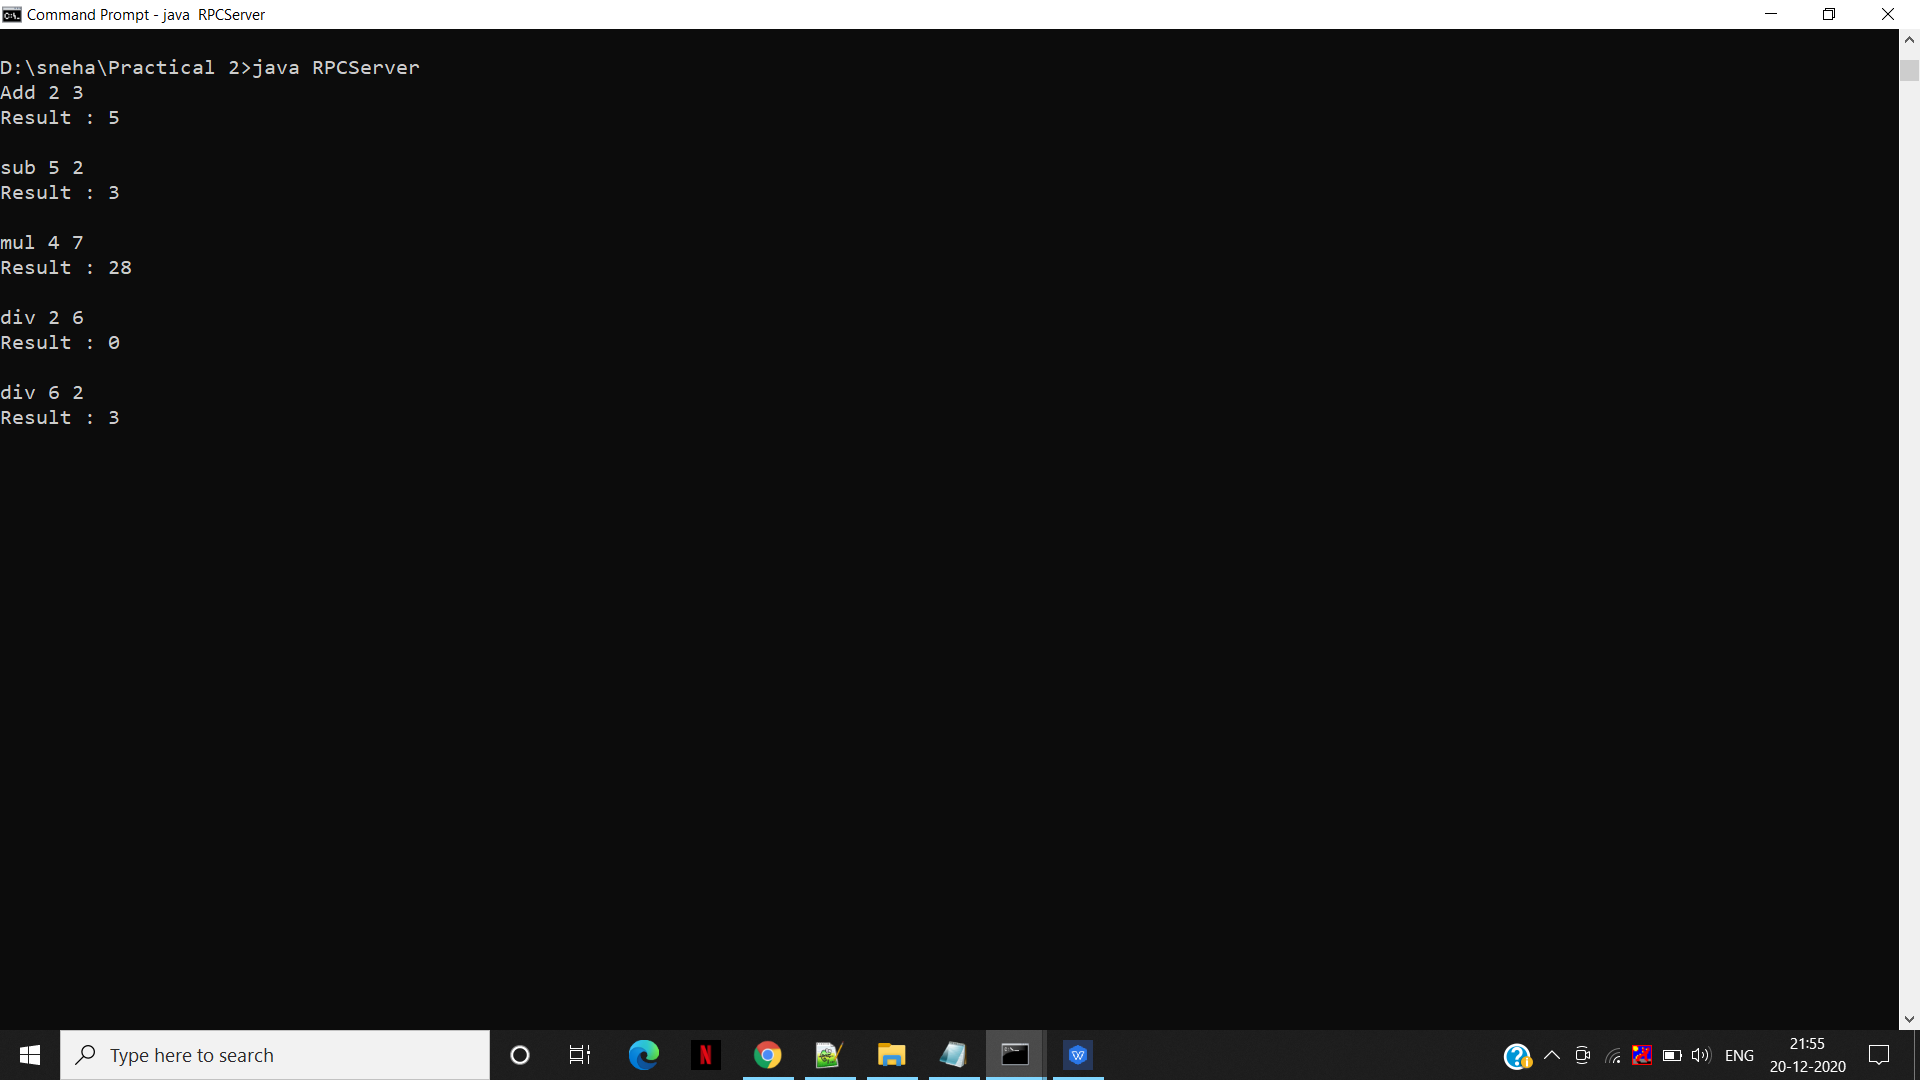 Command Prompt - java  RPCServer
D:\sneha\Practical 2>java RPCServer
Add 2 3
Result : 5
sub 5 2
Result : 3
mul 4 7
Result : 28
div 2 6
Result : 0
div 6 2
Result : 3
Type here to search
ENG
21:55
20-12-2020